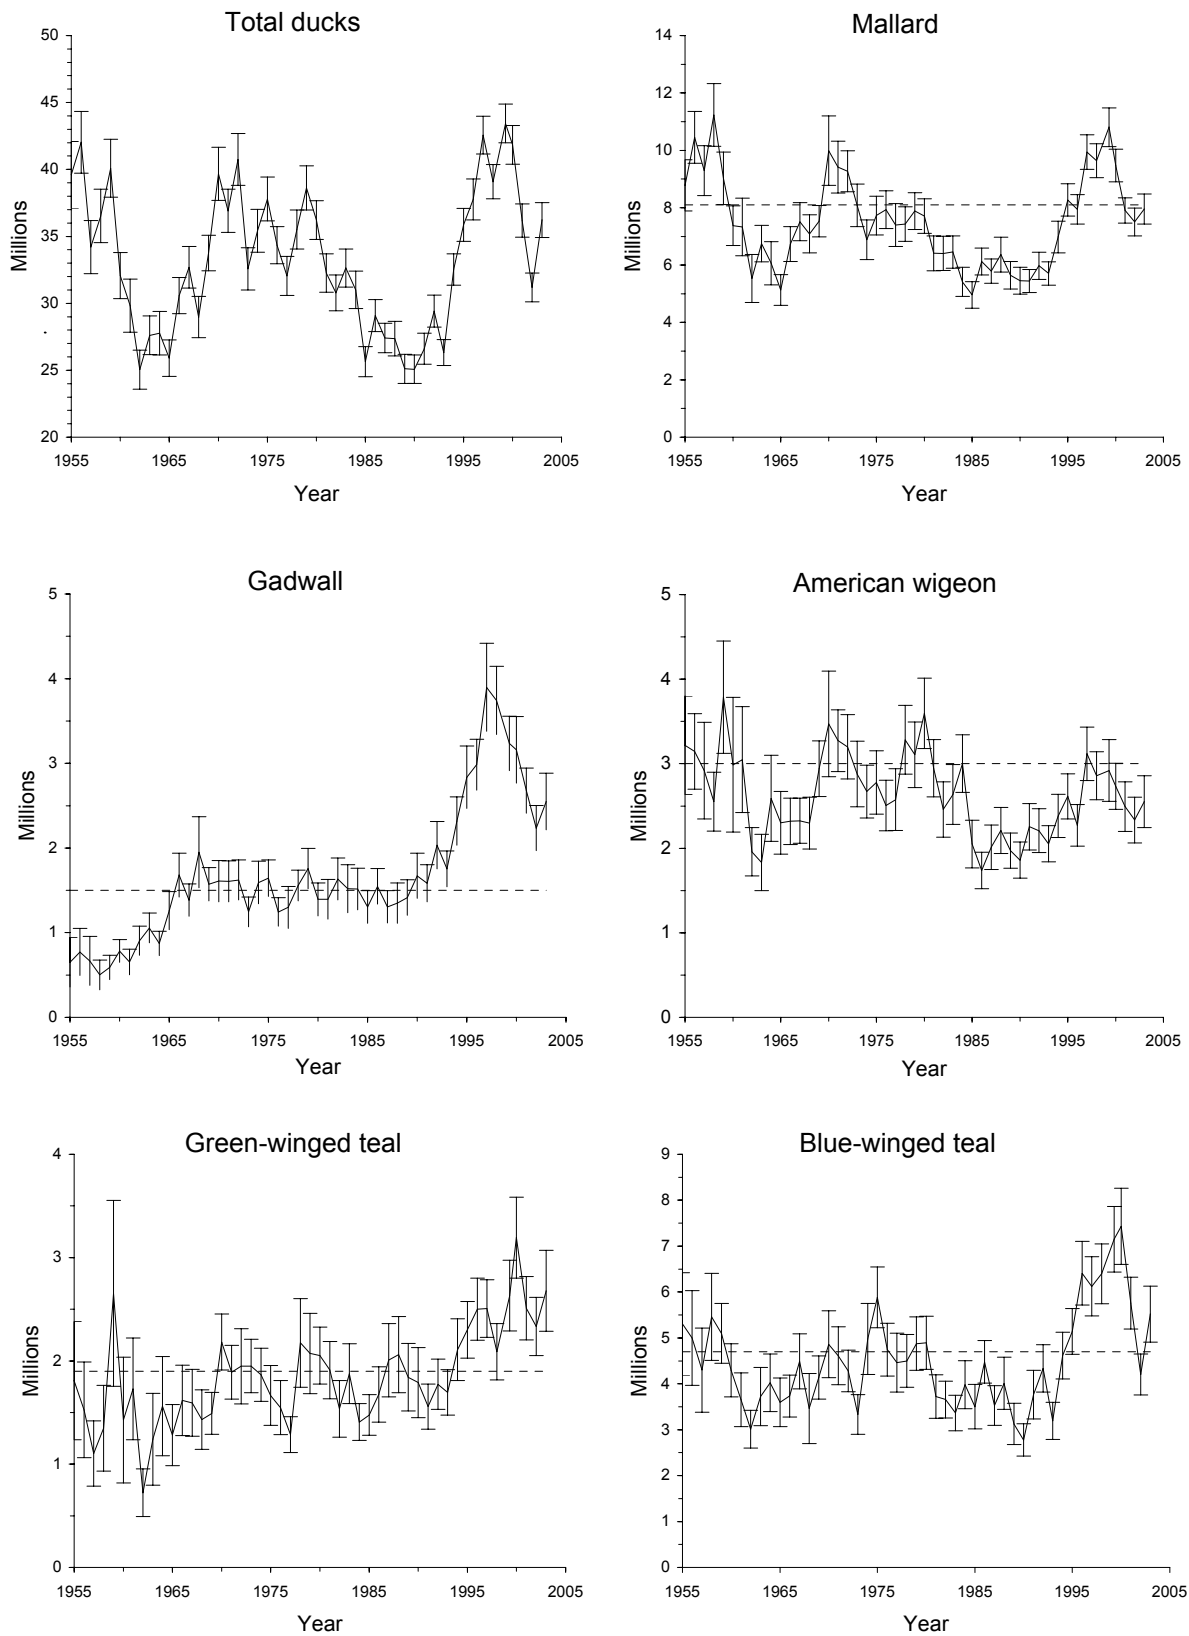 Total ducks
50
45
40
35
30
25
20
Millions
1955 1965 1975 1985 1995 2005
Year
Mallard
14
12
10
8
6
4
2
0
Millions
1955 1965 1975 1985 1995 2005
Year
Gadwall
5
4
3
2
1
0
Millions
1955 1965 1975 1985 1995 2005
Year
American wigeon
5
4
3
2
1
0
Millions
1955 1965 1975 1985 1995 2005
Year
Green-winged teal
4
3
2
1
0
Millions
1955 1965 1975 1985 1995 2005
Year
Blue-winged teal
9
8
7
6
5
4
3
2
1
0
Millions
1955 1965 1975 1985 1995 2005
Year